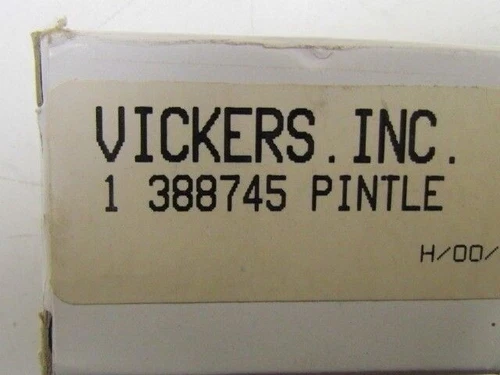 VICKERS.INC.
1 388745 PINTLE
H/00/